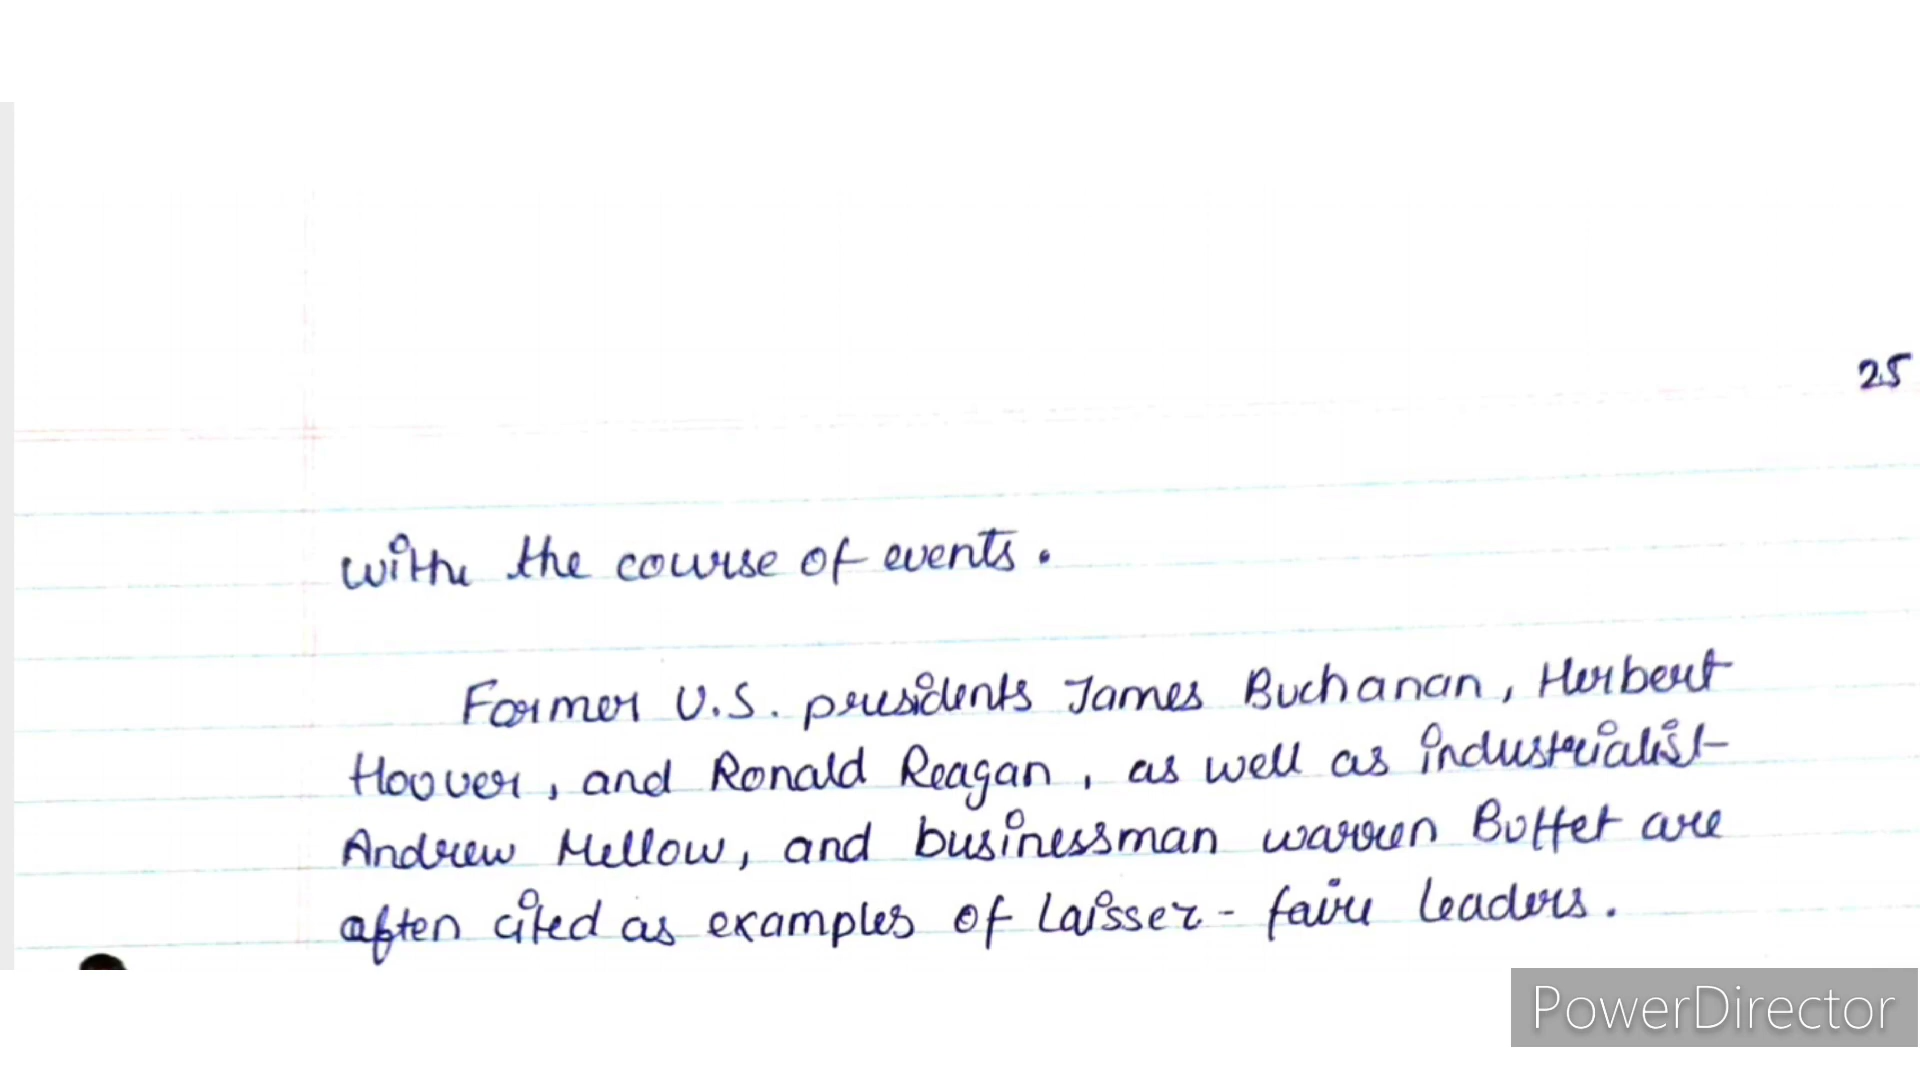 25
with the course of events.
Former U.S. presidents James Buchanan, Herbert
Hoover, and Ronald Reagan, as well as industrialist
Andrew Mellow, and businessman warren Buffet are
often cited as examples of Laissez-faire leaders.
PowerDirector